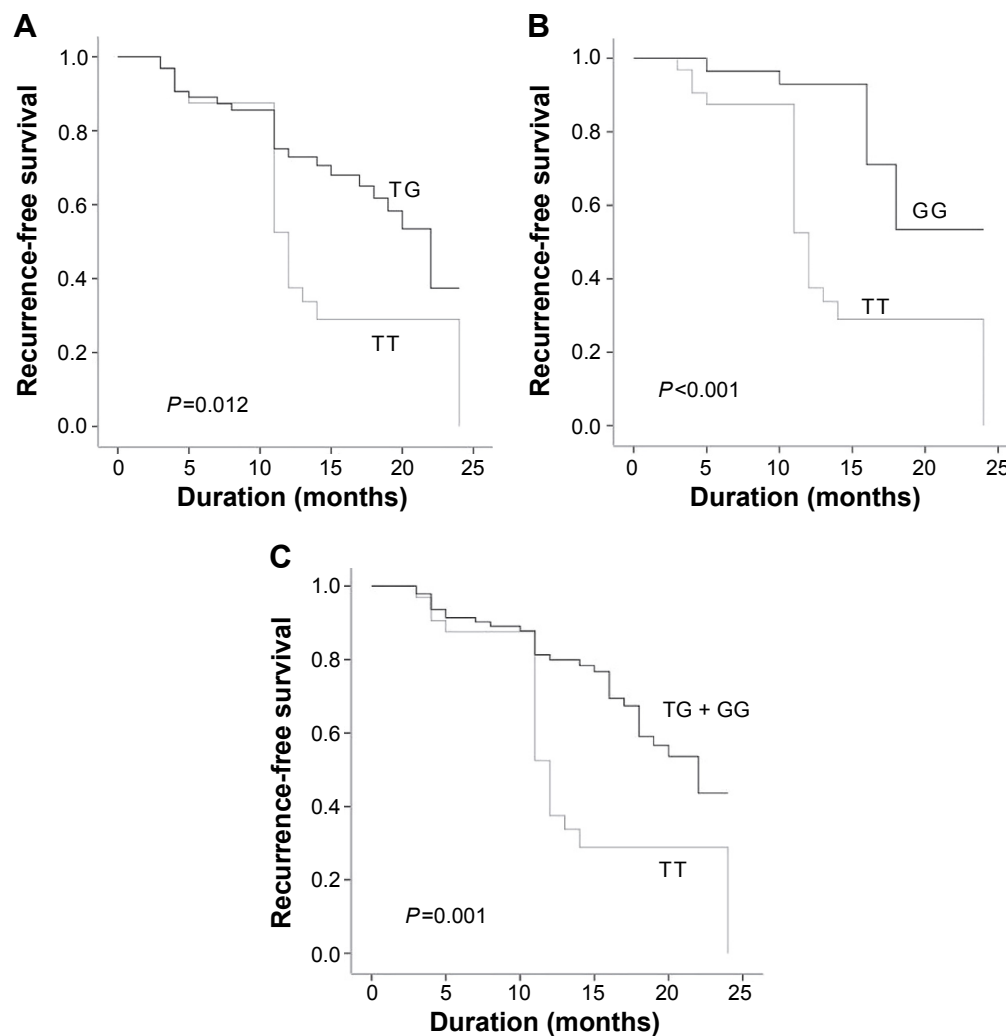 A
Recurrence-free survival
1.0
0.8
0.6
0.4
0.2
0.0
TG
TT
P=0.012
0 5 10 15 20 25
Duration (months)
B
Recurrence-free survival
1.0
0.8
0.6
0.4
0.2
0.0
GG
TT
P<0.001
0 5 10 15 20 25
Duration (months)
C
Recurrence-free survival
1.0
0.8
0.6
0.4
0.2
0.0
TG + GG
TT
P=0.001
0 5 10 15 20 25
Duration (months)